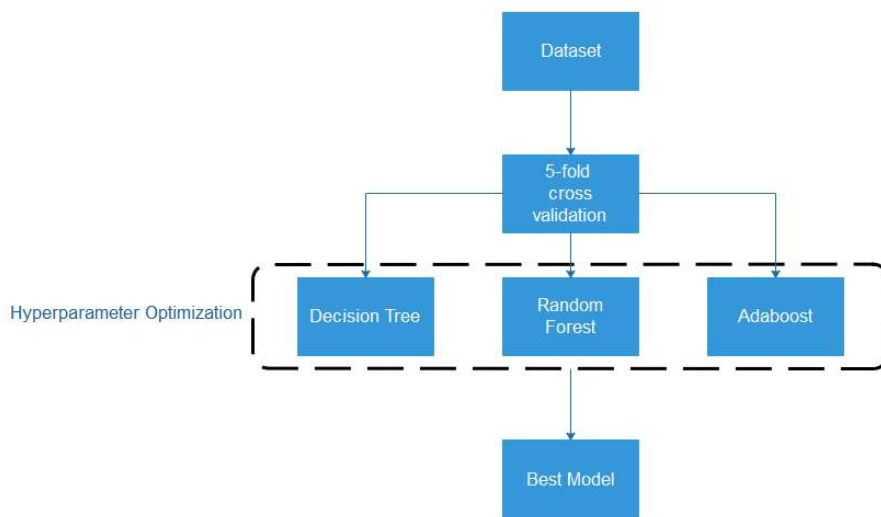 Dataset
5-fold
cross
validation
Hyperparameter Optimization
Decision Tree
Random
Forest
Adaboost
Best Model